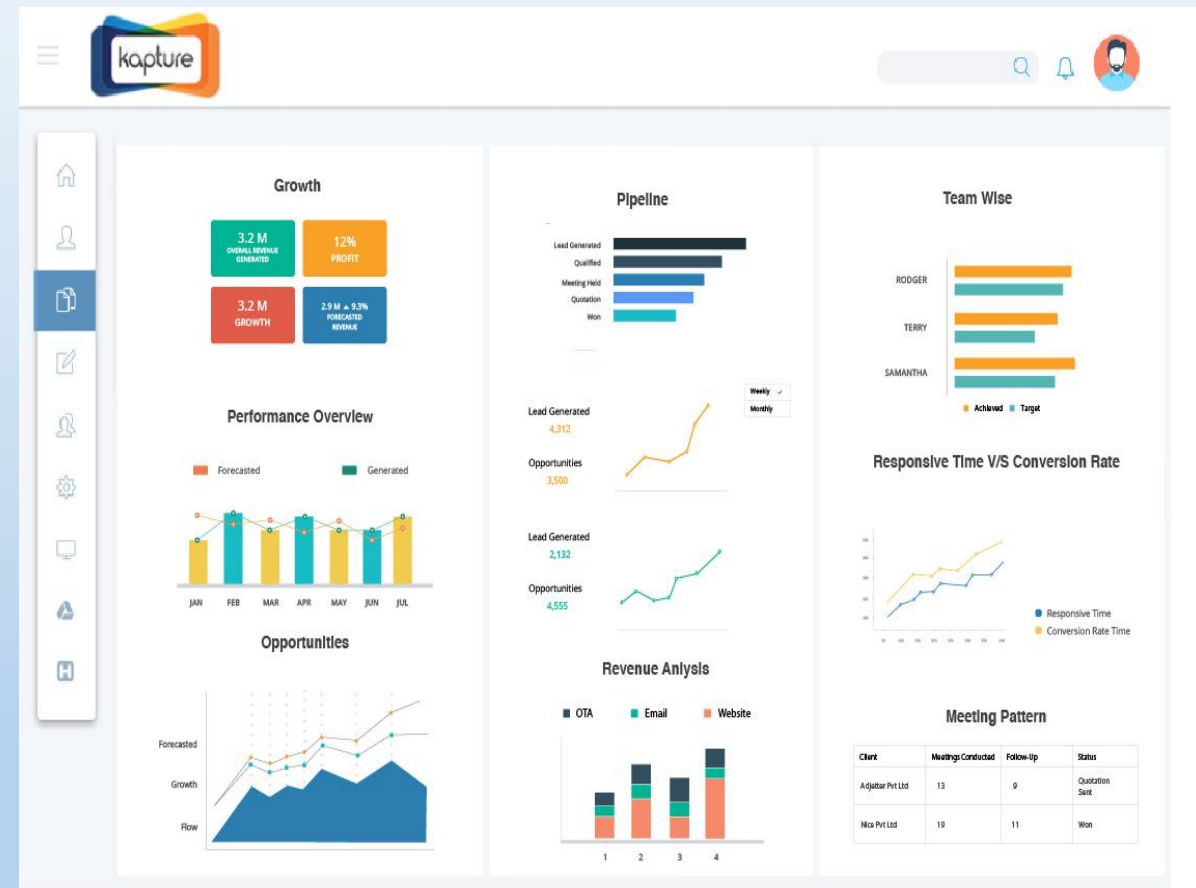 kapture
Growth
3.2 M
OVERALL REVENUE
GENERATED
12%
PROFIT
3.2 M
GROWTH
2.9 M ▲ 9.3%
FORECASTED
REVENUE
Performance Overview
Forecasted
Generated
JAN FEB MAR APR MAY JUN JUL
Opportunities
Forecasted
Growth
Flow
Pipeline
Lead Generated
Qualified
Meeting Held
Quotation
Won
Weekly ✓
Monthly
Lead Generated
4,312
Opportunities
3,500
Lead Generated
2,132
Opportunities
4,555
Revenue Anlysis
OTA Email Website
1 2 3 4
Team Wise
RODGER
TERRY
SAMANTHA
Achieved Target
Responsive Time V/S Conversion Rate
Responsive Time
Conversion Rate Time
Meeting Pattern
Client Meetings Conducted Follow-Up Status
Adjetter Pvt Ltd 13 9 Quotation
Sent
Nice Pvt Ltd 19 11 Won